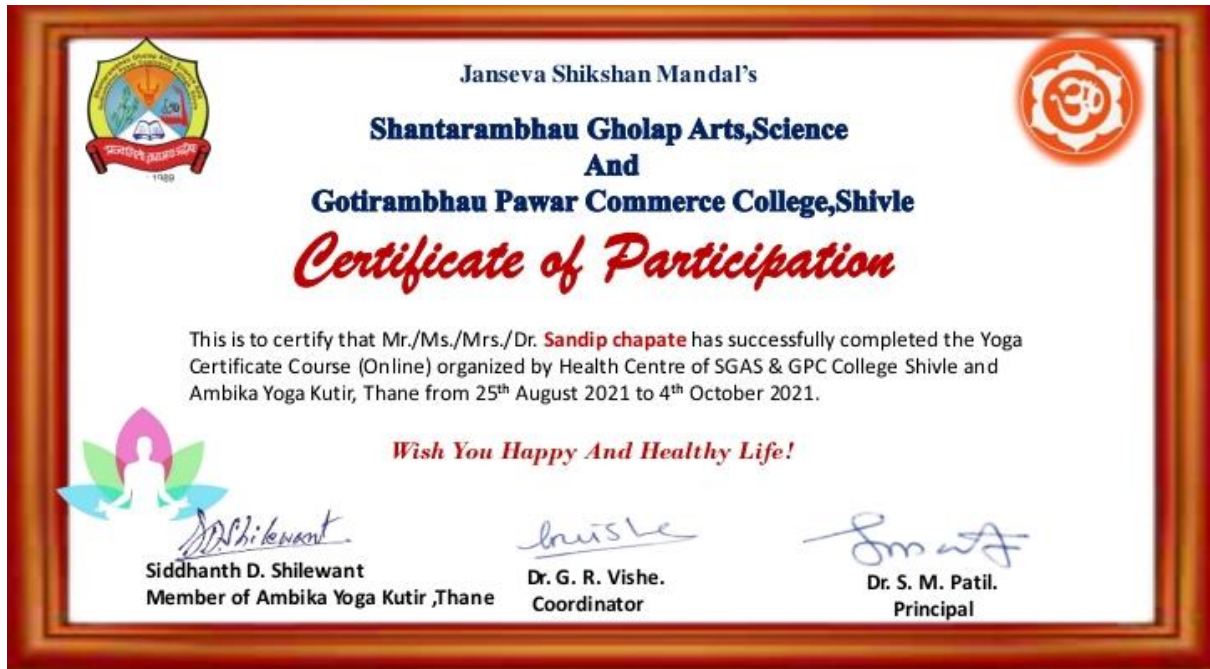 1989
Janseva Shikshan Mandal's
Shantarambhau Gholap Arts,Science
And
Gotirambhau Pawar Commerce College,Shivle
Certificate of Participation
This is to certify that Mr./Ms./Mrs./Dr. Sandip chapate has successfully completed the Yoga
Certificate Course (Online) organized by Health Centre of SGAS & GPC College Shivle and
Ambika Yoga Kutir, Thane from 25th August 2021 to 4th October 2021.
Wish You Happy And Healthy Life!
S.D.Shilewant
Siddhanth D. Shilewant
Member of Ambika Yoga Kutir ,Thane
Dr. G. R. Vishe.
Coordinator
Dr. S. M. Patil.
Principal
ॐ